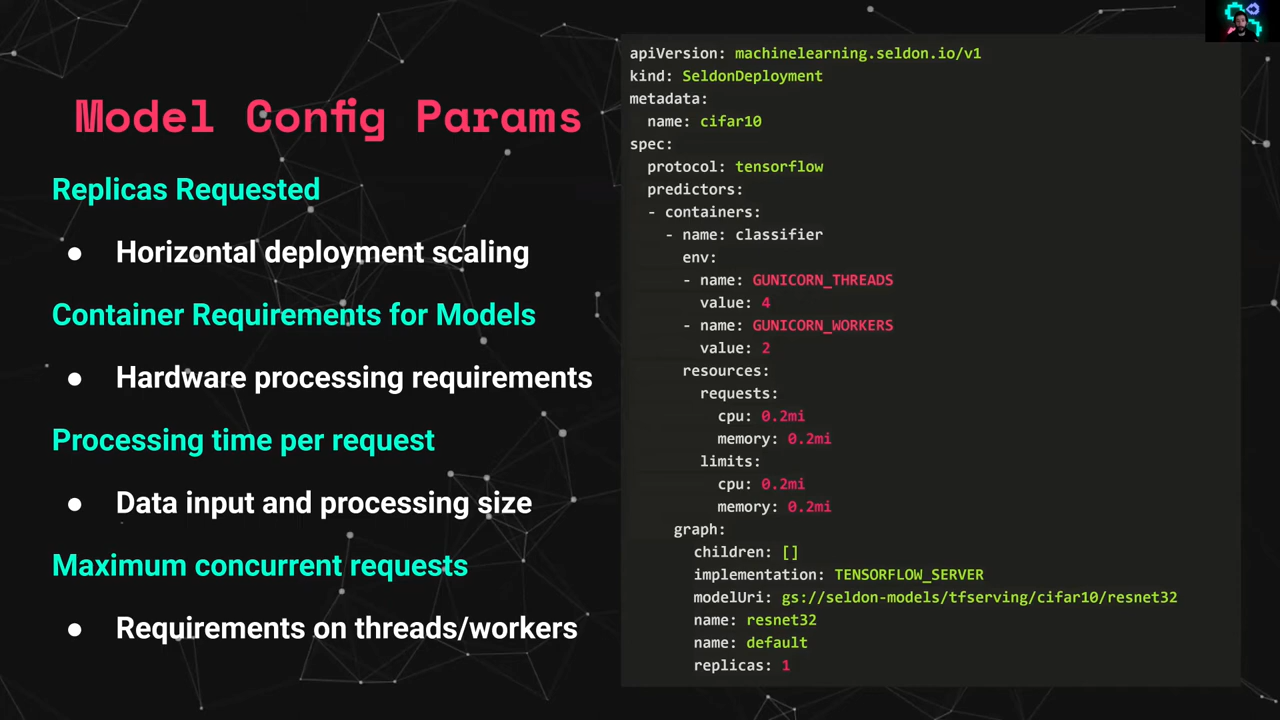 Model Config Params
Replicas Requested
● Horizontal deployment scaling
Container Requirements for Models
● Hardware processing requirements
Processing time per request
● Data input and processing size
Maximum concurrent requests
● Requirements on threads/workers
apiVersion: machinelearning.seldon.io/v1
kind: SeldonDeployment
metadata:
  name: cifar10
spec:
  protocol: tensorflow
  predictors:
  - containers:
    - name: classifier
      env:
      - name: GUNICORN_THREADS
        value: 4
      - name: GUNICORN_WORKERS
        value: 2
      resources:
        requests:
          cpu: 0.2mi
          memory: 0.2mi
        limits:
          cpu: 0.2mi
          memory: 0.2mi
     graph:
       children: []
       implementation: TENSORFLOW_SERVER
       modelUri: gs://seldon-models/tfserving/cifar10/resnet32
       name: resnet32
       name: default
       replicas: 1